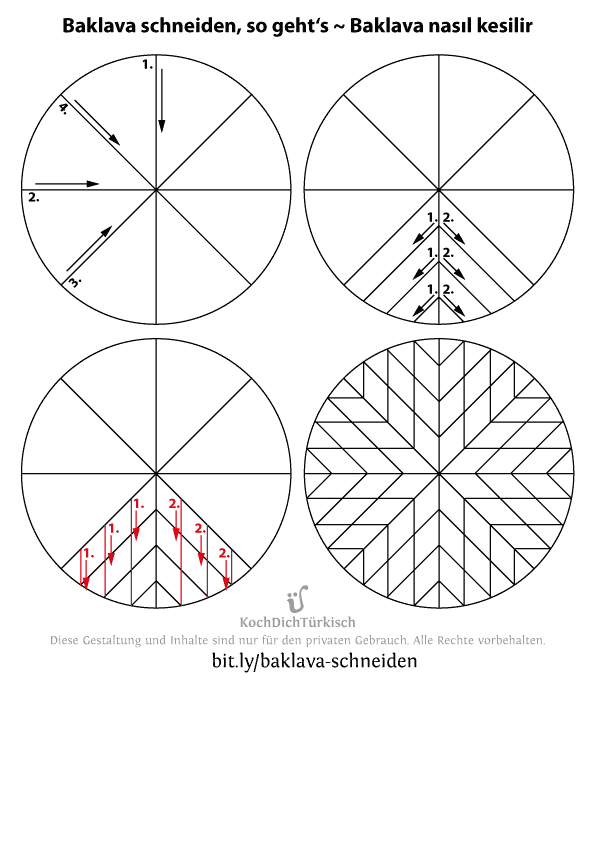 Baklava schneiden, so geht‘s ~ Baklava nasıl kesilir
1.
4.
2.
3.
1. 2.
1. 2.
1. 2.
1. 2.
1. 2.
1. 2.
KochDichTürkisch
Diese Gestaltung und Inhalte sind nur für den privaten Gebrauch. Alle Rechte vorbehalten.
bit.ly/baklava-schneiden